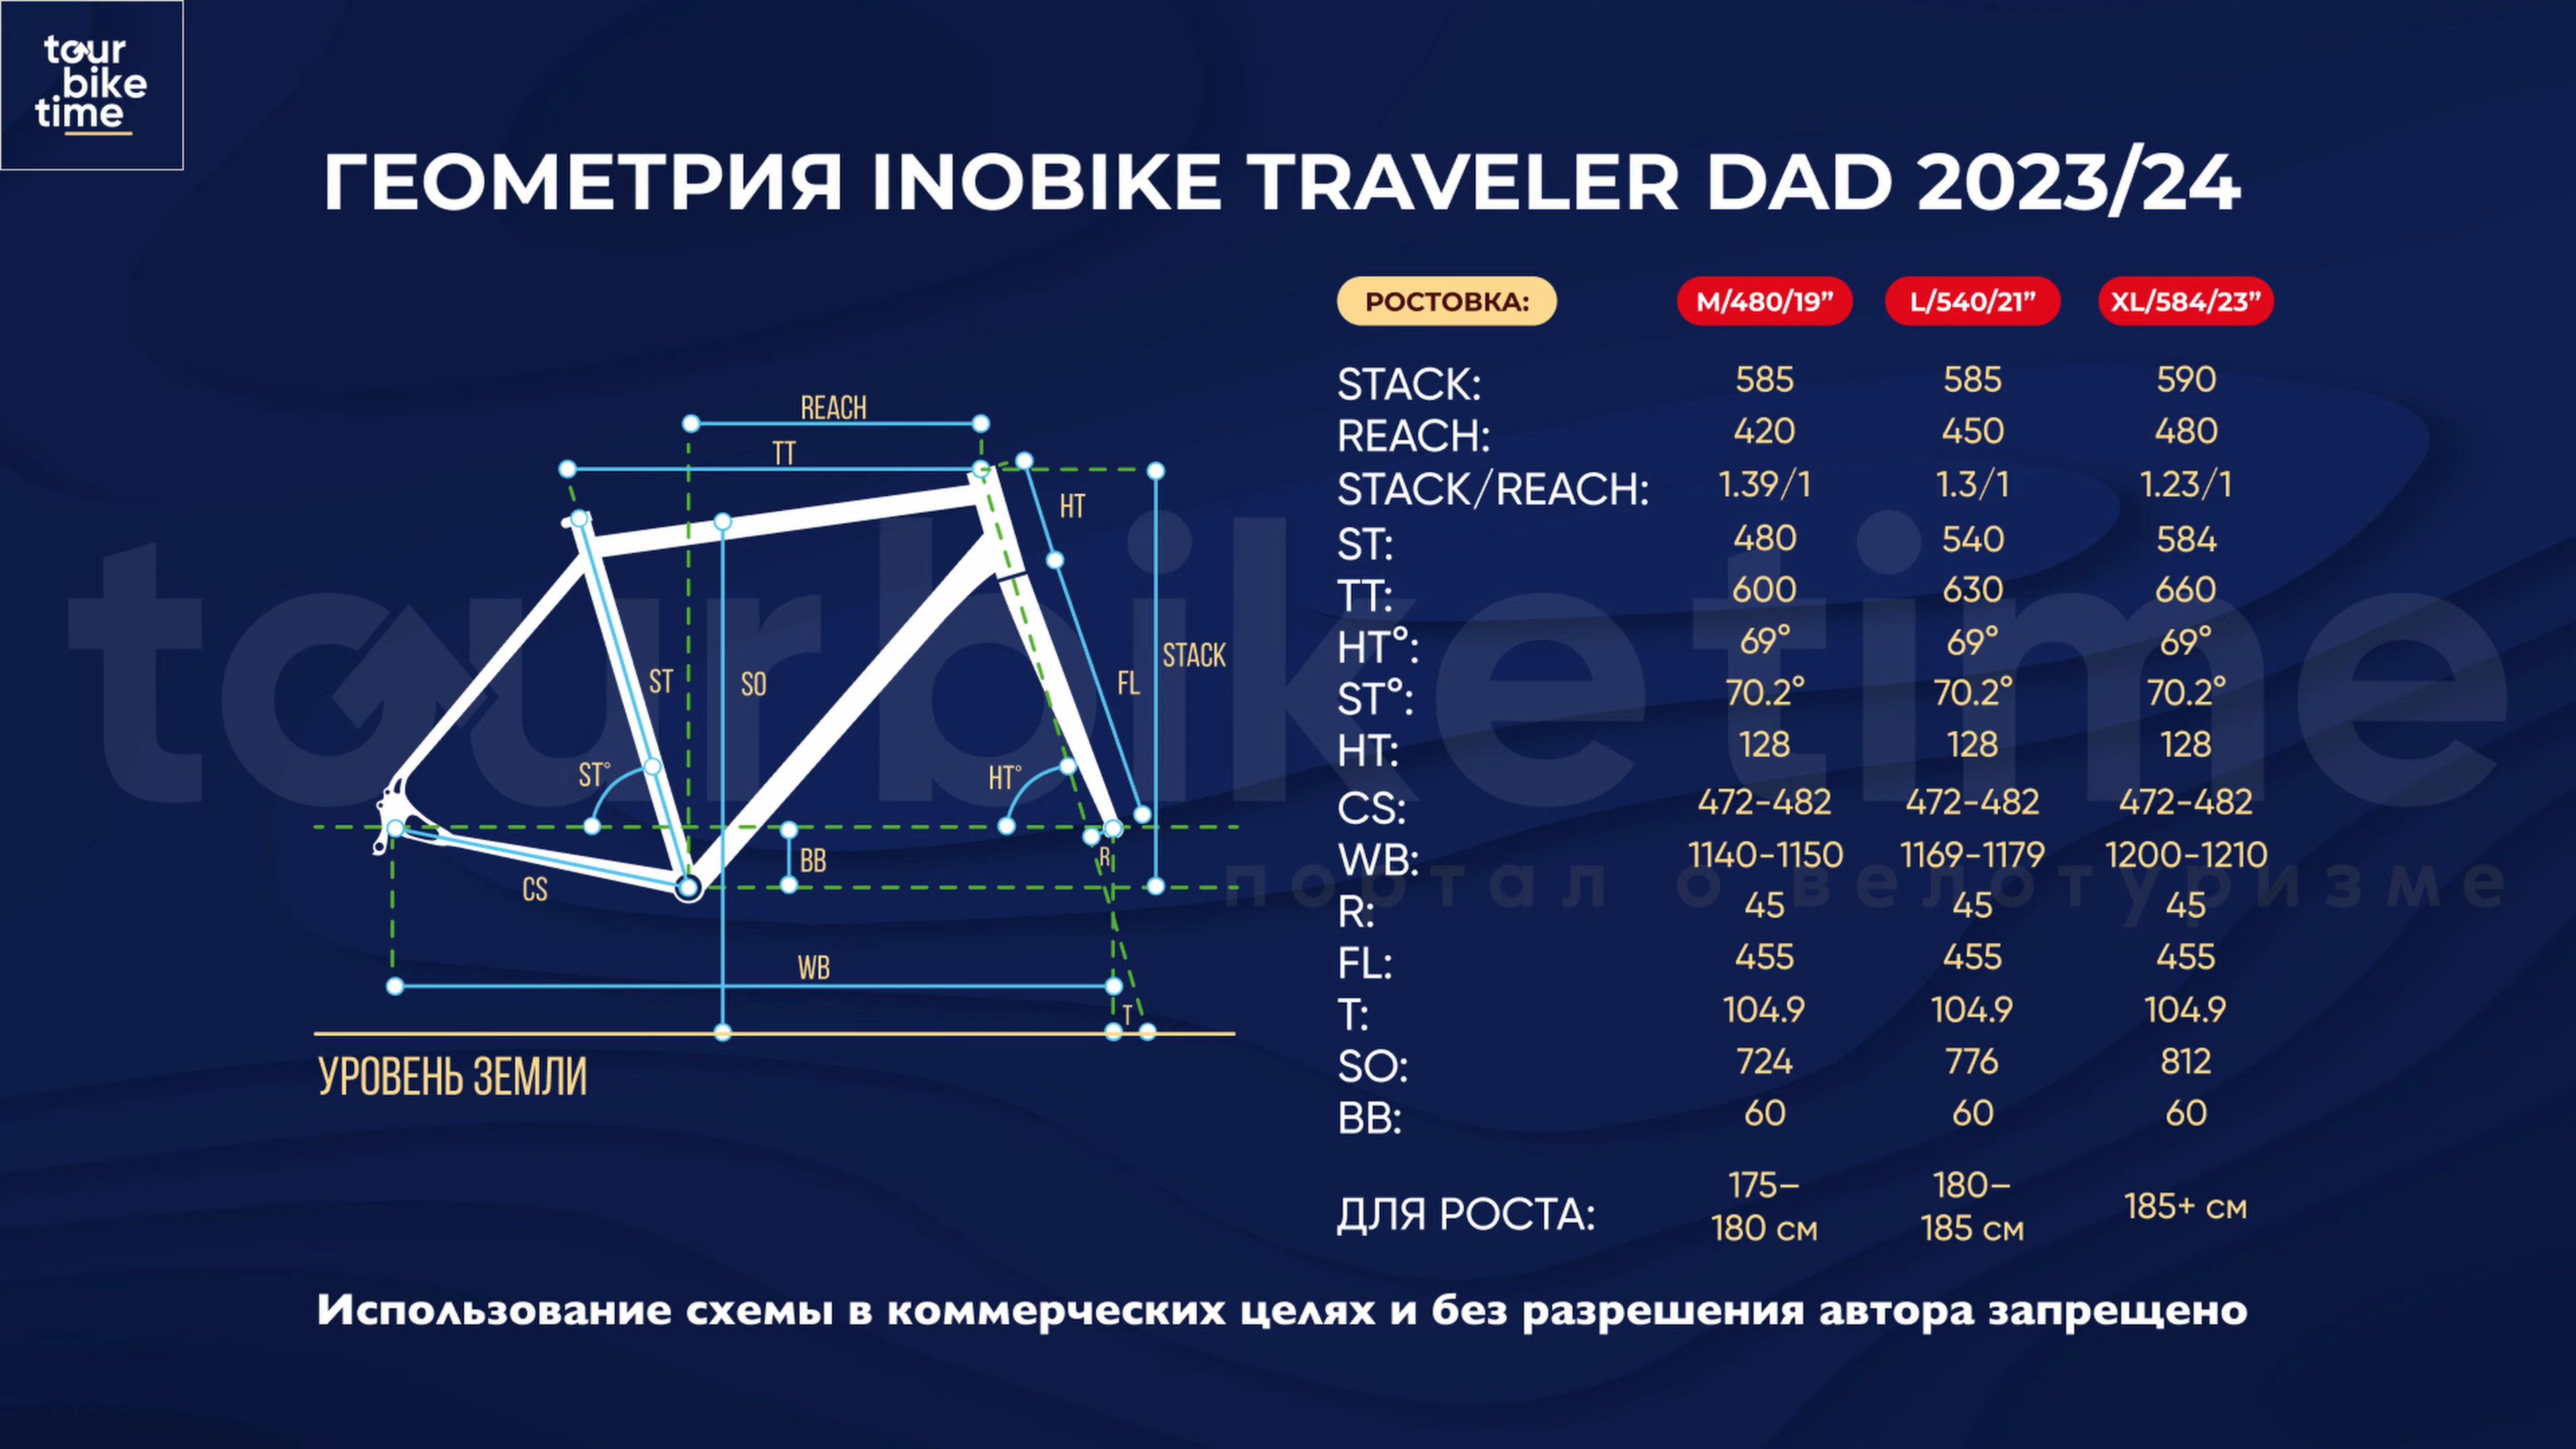 tour
bike
time
ГЕОМЕТРИЯ INOBIKE TRAVELER DAD 2023/24
РОСТОВКА: M/480/19” L/540/21” XL/584/23”
STACK: 585 585 590
REACH: 420 450 480
STACK/REACH: 1.39/1 1.3/1 1.23/1
ST: 480 540 584
TT: 600 630 660
HT°: 69° 69° 69°
ST°: 70.2° 70.2° 70.2°
HT: 128 128 128
CS: 472-482 472-482 472-482
WB: 1140-1150 1169-1179 1200-1210
R: 45 45 45
FL: 455 455 455
T: 104.9 104.9 104.9
SO: 724 776 812
BB: 60 60 60
ДЛЯ РОСТА: 175–180 см 180–185 см 185+ см
REACH
TT
HT
ST
SO
FL
STACK
ST°
HT°
BB
R
CS
WB
T
УРОВЕНЬ ЗЕМЛИ
tour bike time
портал о велотуризме
Использование схемы в коммерческих целях и без разрешения автора запрещено